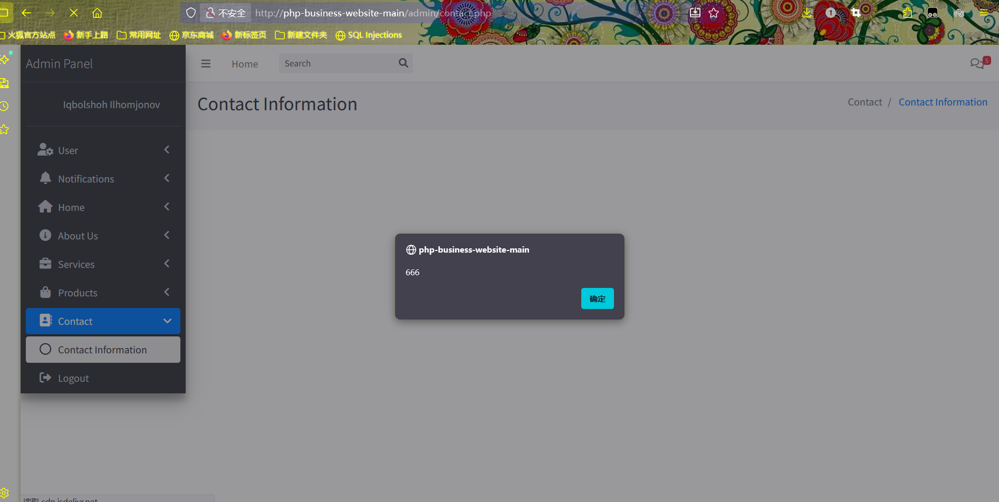 不安全 http://php-business-website-main/admin/contact.php
1
火狐官方站点 新手上路 常用网址 京东商城 新标签页 新建文件夹 SQL Injections
Admin Panel
Home
Search
5
Iqbolshoh Ilhomjonov
Contact Information
Contact / Contact Information
User
Notifications
Home
About Us
Services
Products
Contact
Contact Information
Logout
php-business-website-main
666
确定
读取 cdn.jsdelivr.net